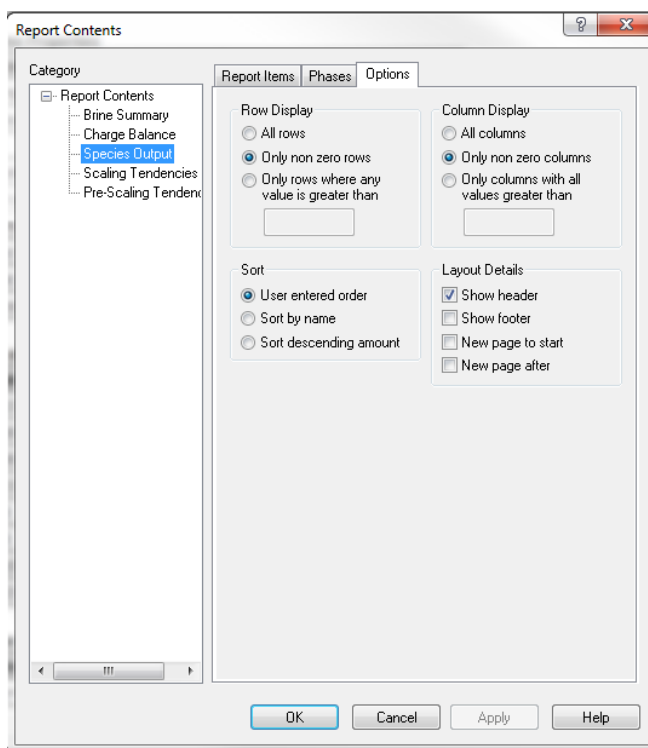 Report Contents
Category
Report Contents
Brine Summary
Charge Balance
Species Output
Scaling Tendencies
Pre-Scaling Tendenc
Report Items
Phases
Options
Row Display
All rows
Only non zero rows
Only rows where any
value is greater than
Column Display
All columns
Only non zero columns
Only columns with all
values greater than
Sort
User entered order
Sort by name
Sort descending amount
Layout Details
Show header
Show footer
New page to start
New page after
OK
Cancel
Apply
Help